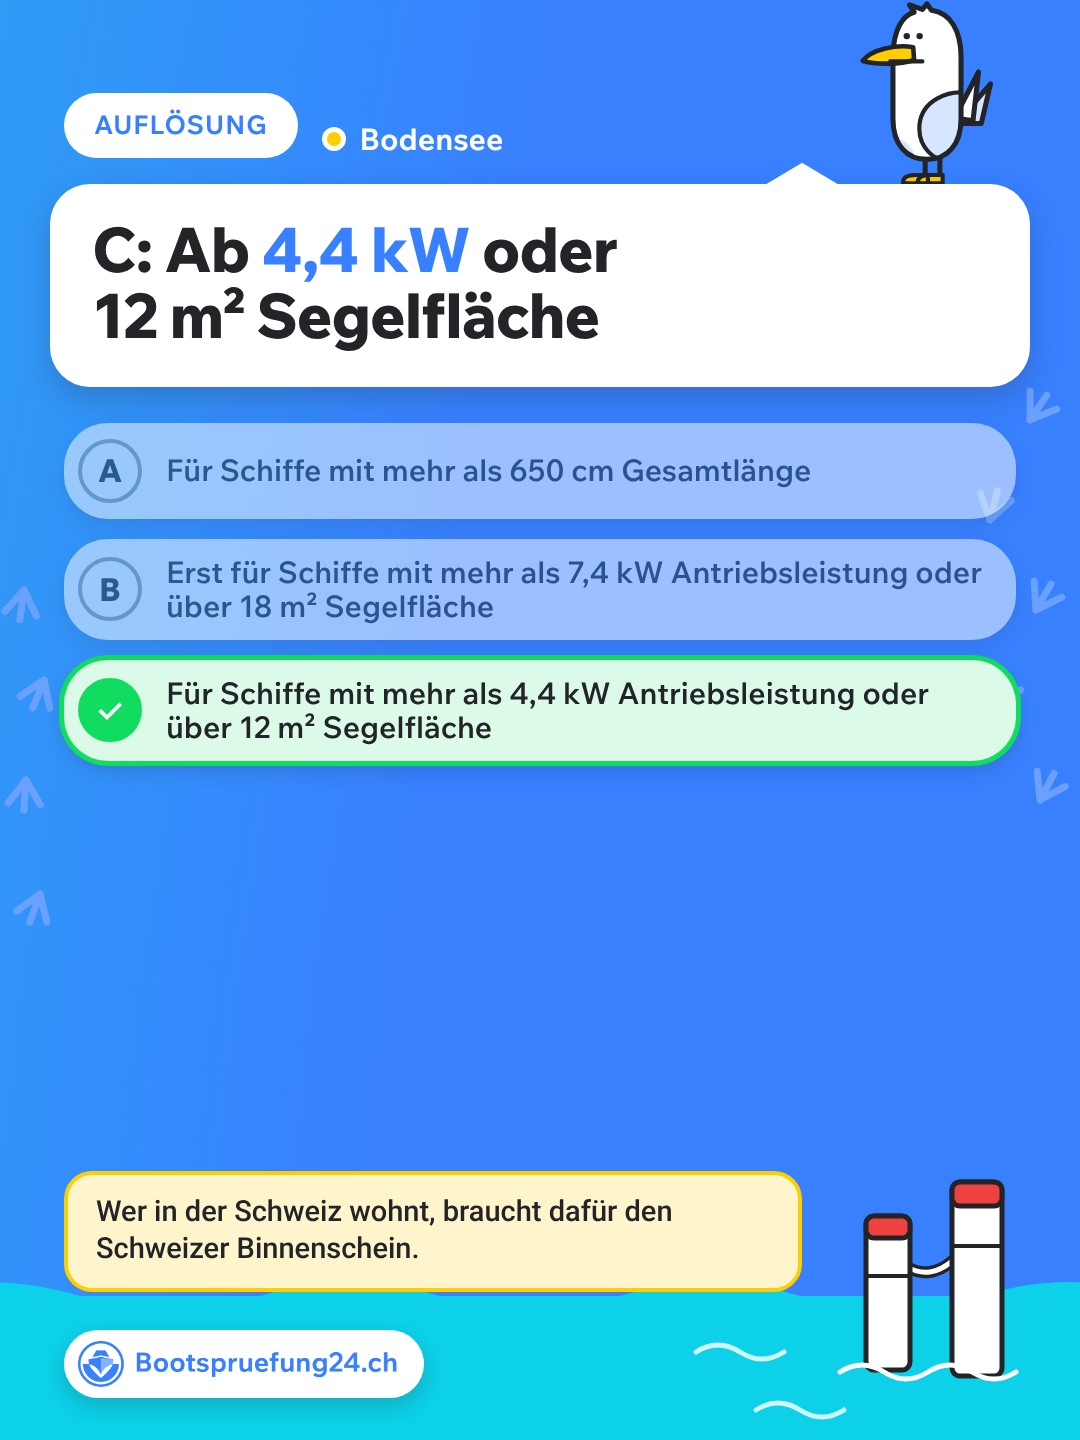 AUFLÖSUNG
Bodensee
C: Ab 4,4 kW oder
12 m² Segelfläche
A
Für Schiffe mit mehr als 650 cm Gesamtlänge
B
Erst für Schiffe mit mehr als 7,4 kW Antriebsleistung oder
über 18 m² Segelfläche
Für Schiffe mit mehr als 4,4 kW Antriebsleistung oder
über 12 m² Segelfläche
Wer in der Schweiz wohnt, braucht dafür den
Schweizer Binnenschein.
Bootspruefung24.ch